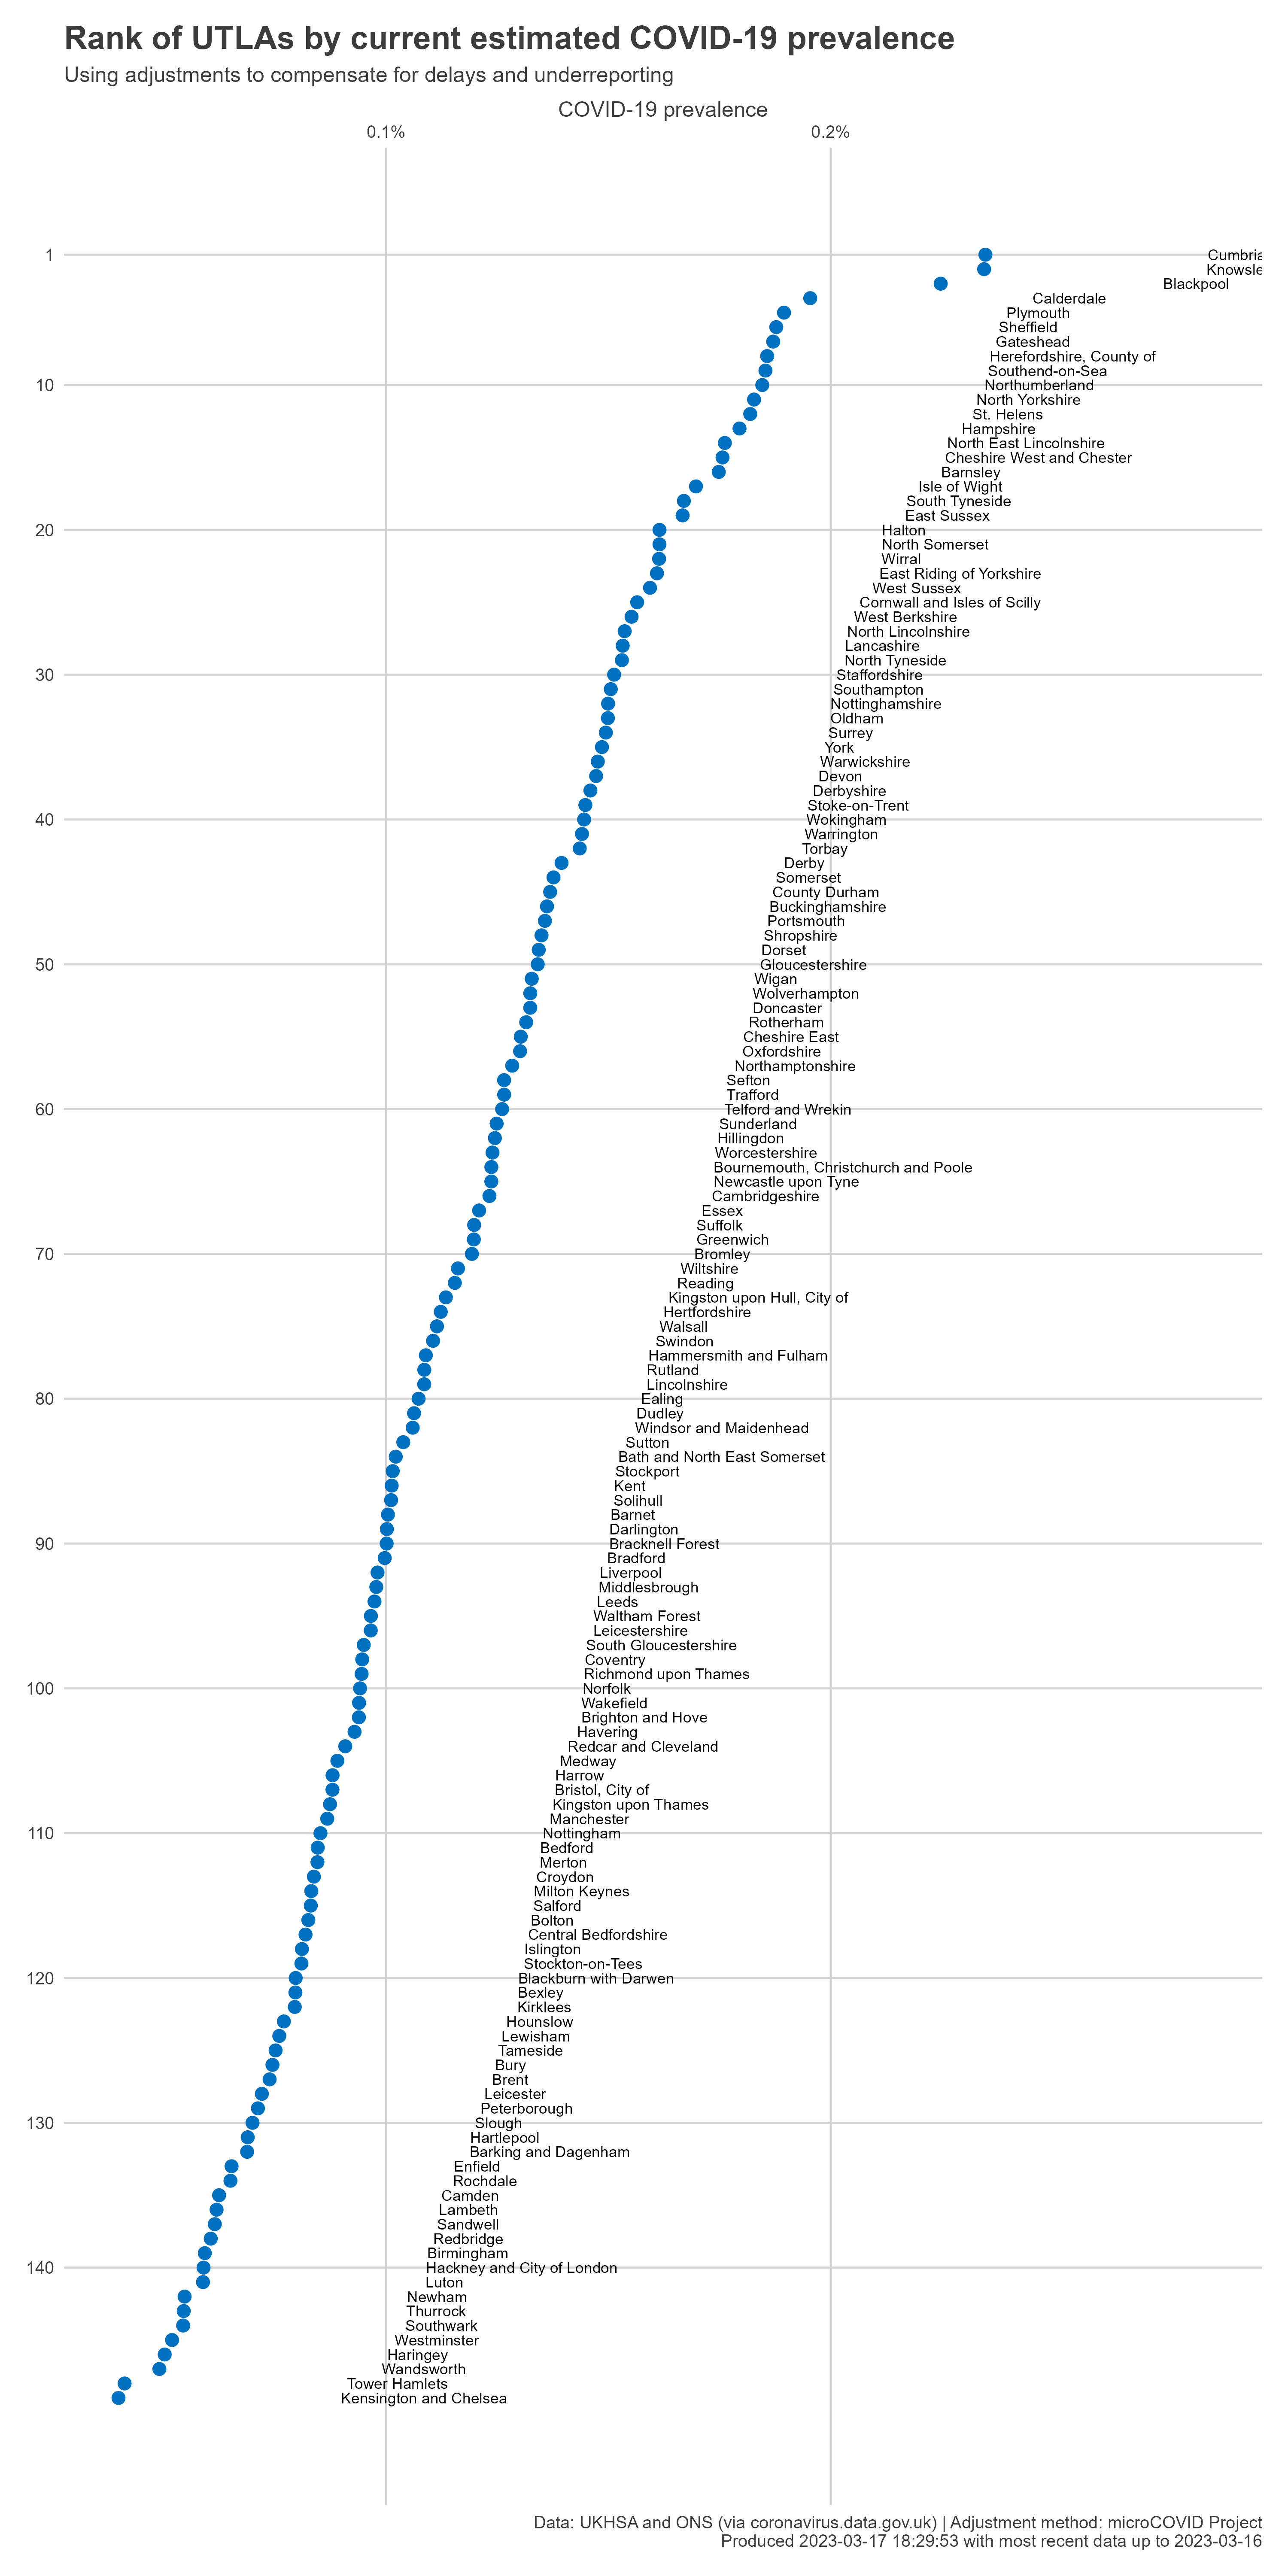 Rank of UTLAs by current estimated COVID-19 prevalence
Using adjustments to compensate for delays and underreporting
COVID-19 prevalence
0.1%
0.2%
1
Cumbria
Knowsle
Blackpool
Calderdale
Plymouth
Sheffield
Gateshead
Herefordshire, County of
Southend-on-Sea
10
Northumberland
North Yorkshire
St. Helens
Hampshire
North East Lincolnshire
Cheshire West and Chester
Barnsley
Isle of Wight
South Tyneside
East Sussex
20
Halton
North Somerset
Wirral
East Riding of Yorkshire
West Sussex
Cornwall and Isles of Scilly
West Berkshire
North Lincolnshire
Lancashire
North Tyneside
30
Staffordshire
Southampton
Nottinghamshire
Oldham
Surrey
York
Warwickshire
Devon
Derbyshire
Stoke-on-Trent
40
Wokingham
Warrington
Torbay
Derby
Somerset
County Durham
Buckinghamshire
Portsmouth
Shropshire
Dorset
50
Gloucestershire
Wigan
Wolverhampton
Doncaster
Rotherham
Cheshire East
Oxfordshire
Northamptonshire
Sefton
Trafford
60
Telford and Wrekin
Sunderland
Hillingdon
Worcestershire
Bournemouth, Christchurch and Poole
Newcastle upon Tyne
Cambridgeshire
Essex
Suffolk
Greenwich
70
Bromley
Wiltshire
Reading
Kingston upon Hull, City of
Hertfordshire
Walsall
Swindon
Hammersmith and Fulham
Rutland
Lincolnshire
80
Ealing
Dudley
Windsor and Maidenhead
Sutton
Bath and North East Somerset
Stockport
Kent
Solihull
Barnet
Darlington
90
Bracknell Forest
Bradford
Liverpool
Middlesbrough
Leeds
Waltham Forest
Leicestershire
South Gloucestershire
Coventry
Richmond upon Thames
100
Norfolk
Wakefield
Brighton and Hove
Havering
Redcar and Cleveland
Medway
Harrow
Bristol, City of
Kingston upon Thames
Manchester
110
Nottingham
Bedford
Merton
Croydon
Milton Keynes
Salford
Bolton
Central Bedfordshire
Islington
Stockton-on-Tees
120
Blackburn with Darwen
Bexley
Kirklees
Hounslow
Lewisham
Tameside
Bury
Brent
Leicester
Peterborough
130
Slough
Hartlepool
Barking and Dagenham
Enfield
Rochdale
Camden
Lambeth
Sandwell
Redbridge
Birmingham
140
Hackney and City of London
Luton
Newham
Thurrock
Southwark
Westminster
Haringey
Wandsworth
Tower Hamlets
Kensington and Chelsea
Data: UKHSA and ONS (via coronavirus.data.gov.uk) | Adjustment method: microCOVID Project
Produced 2023-03-17 18:29:53 with most recent data up to 2023-03-16